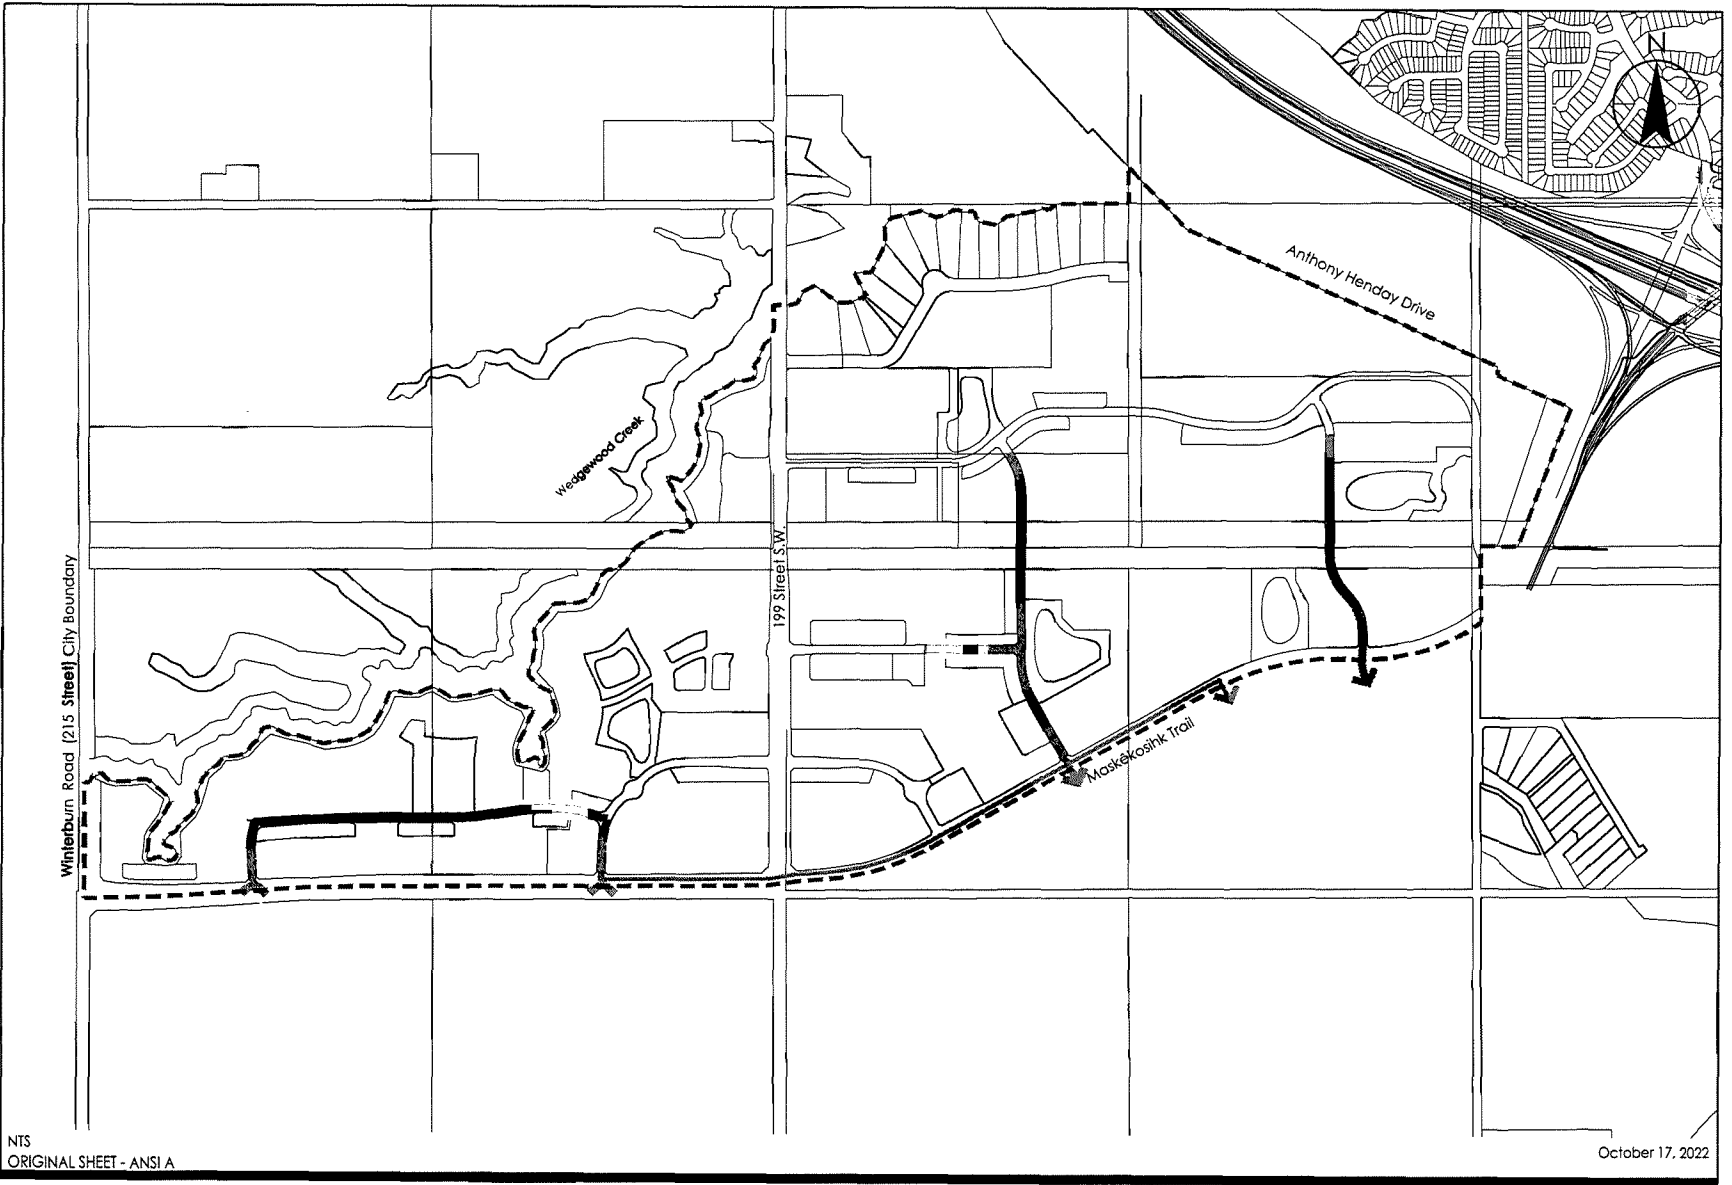 N
Anthony Henday Drive
Wedgewood Creek
199 Street S.W.
Winterburn Road (215 Street) City Boundary
Maskêkosihk Trail
NTS
ORIGINAL SHEET - ANSI A
October 17, 2022